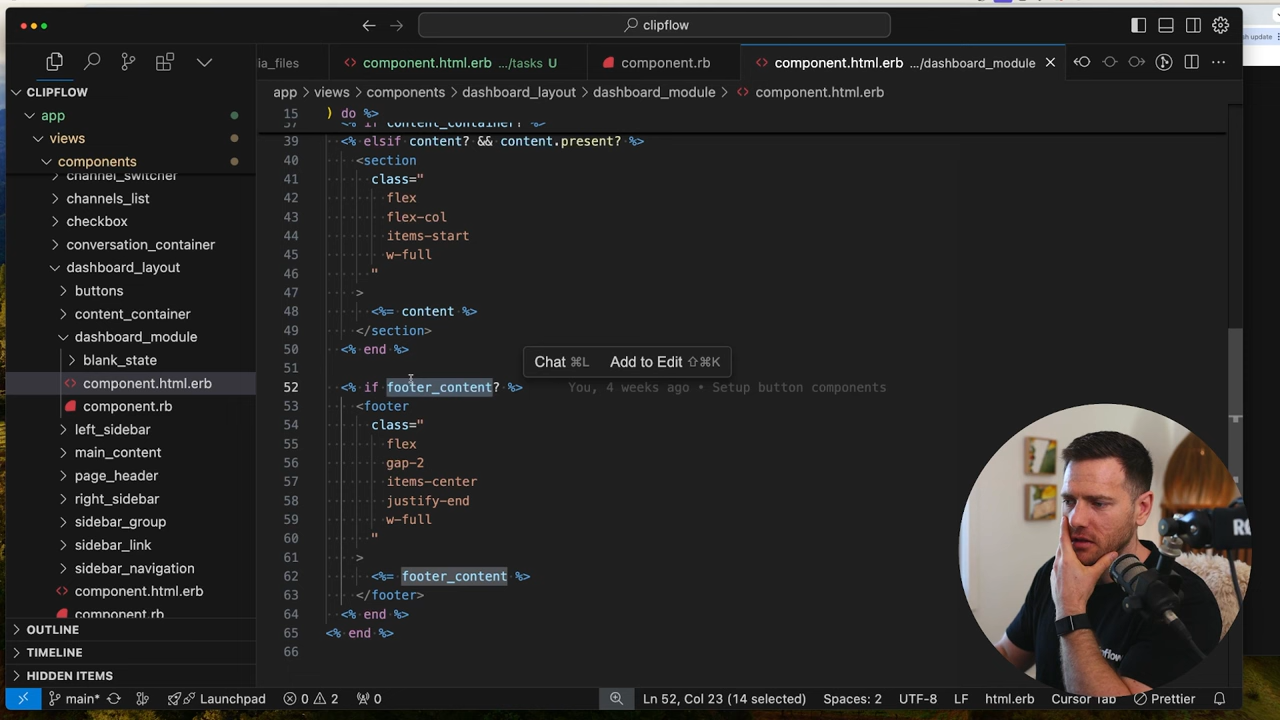 clipflow
sh update
ia_files
component.html.erb .../tasks U
component.rb
component.html.erb .../dashboard_module
CLIPFLOW
app
views
components
channel_switcher
channels_list
checkbox
conversation_container
dashboard_layout
buttons
content_container
dashboard_module
blank_state
component.html.erb
component.rb
left_sidebar
main_content
page_header
right_sidebar
sidebar_group
sidebar_link
sidebar_navigation
component.html.erb
component.rb
OUTLINE
TIMELINE
HIDDEN ITEMS
app > views > components > dashboard_layout > dashboard_module > component.html.erb
15 ) do %>
37 <% if content_container? %>
39 <% elsif content? && content.present? %>
40 <section
41 class="
42 flex
43 flex-col
44 items-start
45 w-full
46 "
47 >
48 <%= content %>
49 </section>
50 <% end %>
51
Chat ⌘L Add to Edit ⇧⌘K
52 <% if footer_content? %> You, 4 weeks ago • Setup button components
53 <footer
54 class="
55 flex
56 gap-2
57 items-center
58 justify-end
59 w-full
60 "
61 >
62 <%= footer_content %>
63 </footer>
64 <% end %>
65 <% end %>
66
main* Launchpad 0 2 0 Ln 52, Col 23 (14 selected) Spaces: 2 UTF-8 LF html.erb Cursor Tab Prettier